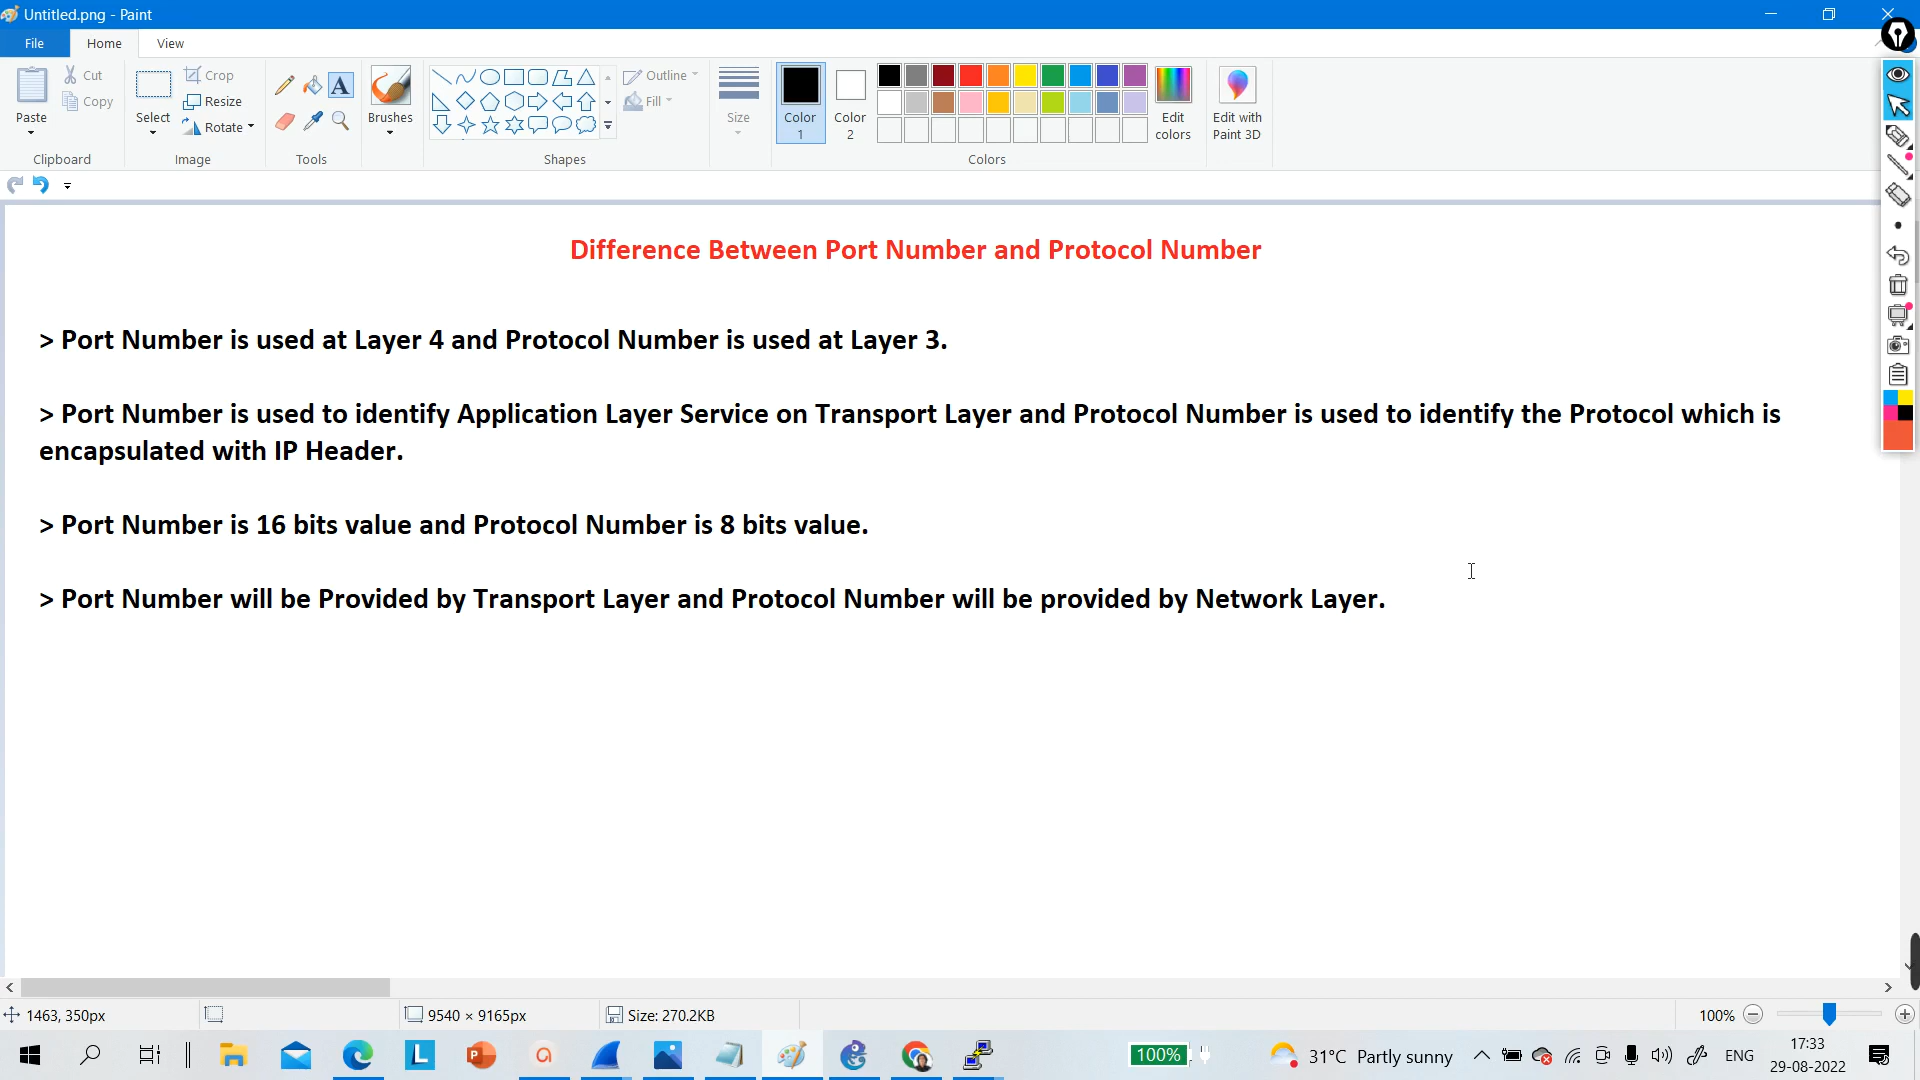 Untitled.png - Paint
File Home View
Paste
Cut
Copy
Clipboard
Select
Crop
Resize
Rotate
Image
A
Tools
Brushes
Outline
Fill
Shapes
Size
Color 1
Color 2
Edit colors
Edit with Paint 3D
Colors
Difference Between Port Number and Protocol Number
> Port Number is used at Layer 4 and Protocol Number is used at Layer 3.
> Port Number is used to identify Application Layer Service on Transport Layer and Protocol Number is used to identify the Protocol which is
encapsulated with IP Header.
> Port Number is 16 bits value and Protocol Number is 8 bits value.
> Port Number will be Provided by Transport Layer and Protocol Number will be provided by Network Layer.
1463, 350px 9540 × 9165px Size: 270.2KB 100%
100% 31°C Partly sunny ENG 17:33
29-08-2022